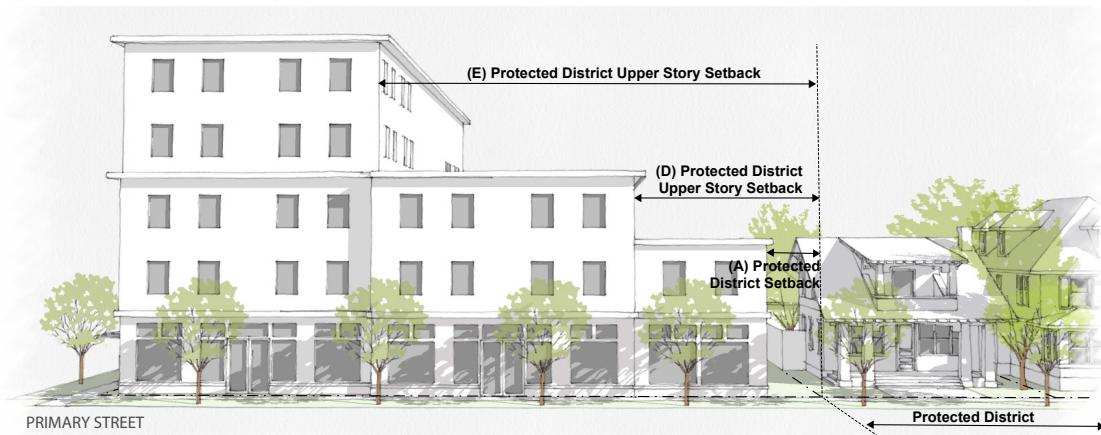 (E) Protected District Upper Story Setback
(D) Protected District
Upper Story Setback
(A) Protected
District Setback
PRIMARY STREET
Protected District